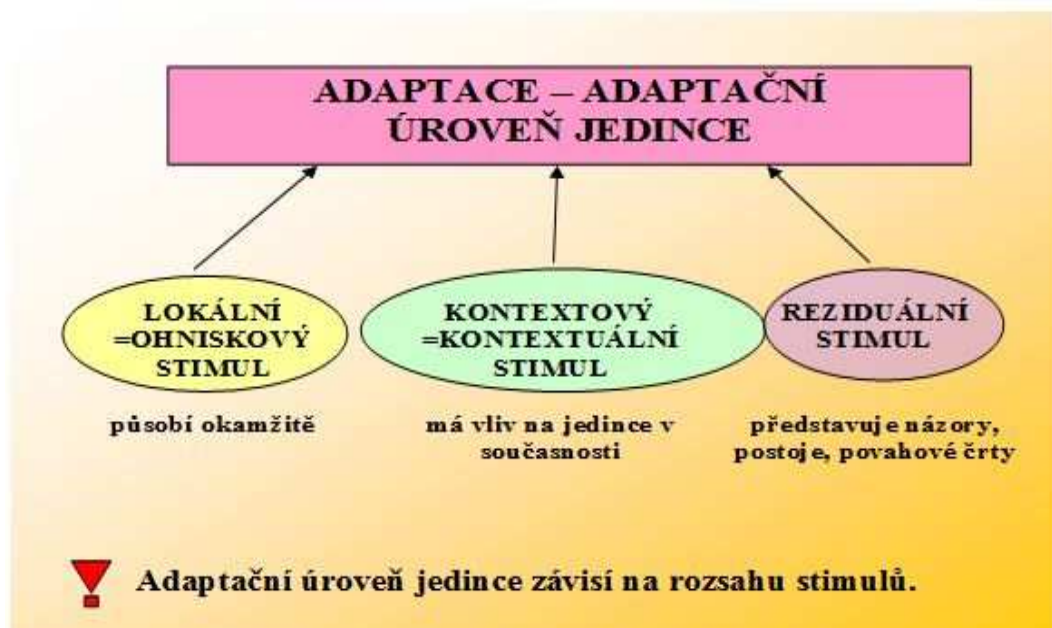 ADAPTACE – ADAPTAČNÍ
ÚROVEŇ JEDINCE
LOKÁLNÍ
=OHNISKOVÝ
STIMUL
KONTEXTOVÝ
=KONTEXTUÁLNÍ
STIMUL
REZIDUÁLNÍ
STIMUL
působí okamžitě
má vliv na jedince v
současnosti
představuje názory,
postoje, povahové črty
Adaptační úroveň jedince závisí na rozsahu stimulů.